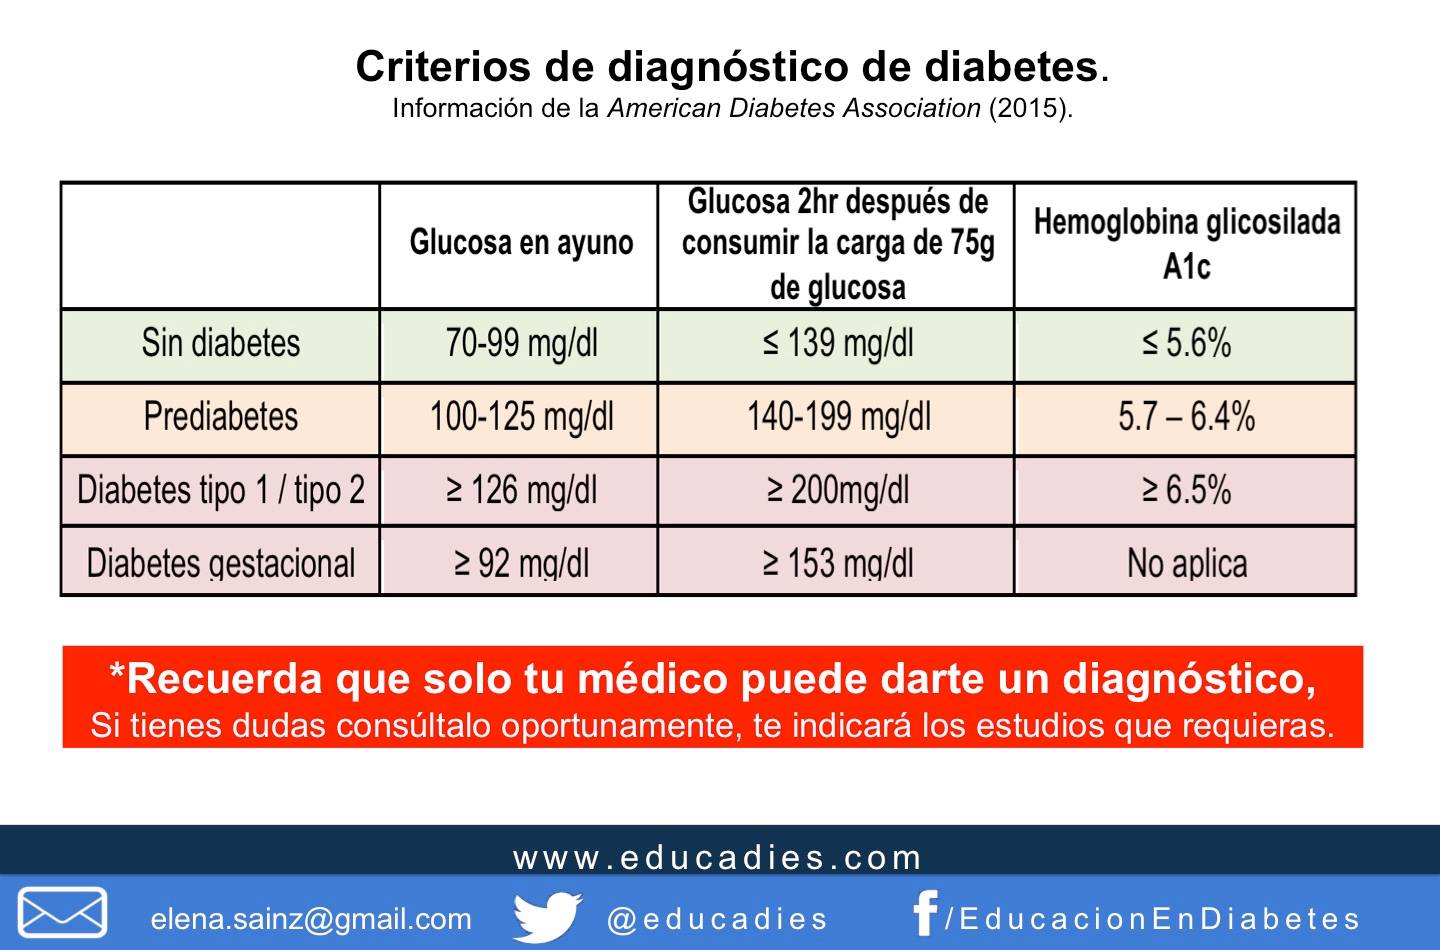 Criterios de diagnóstico de diabetes.
Información de la American Diabetes Association (2015).
Glucosa en ayuno
Glucosa 2hr después de
consumir la carga de 75g
de glucosa
Hemoglobina glicosilada
A1c
Sin diabetes 70-99 mg/dl ≤ 139 mg/dl ≤ 5.6%
Prediabetes 100-125 mg/dl 140-199 mg/dl 5.7 – 6.4%
Diabetes tipo 1 / tipo 2 ≥ 126 mg/dl ≥ 200mg/dl ≥ 6.5%
Diabetes gestacional ≥ 92 mg/dl ≥ 153 mg/dl No aplica
*Recuerda que solo tu médico puede darte un diagnóstico,
Si tienes dudas consúltalo oportunamente, te indicará los estudios que requieras.
www.educadies.com
elena.sainz@gmail.com @educadies f/EducacionEnDiabetes